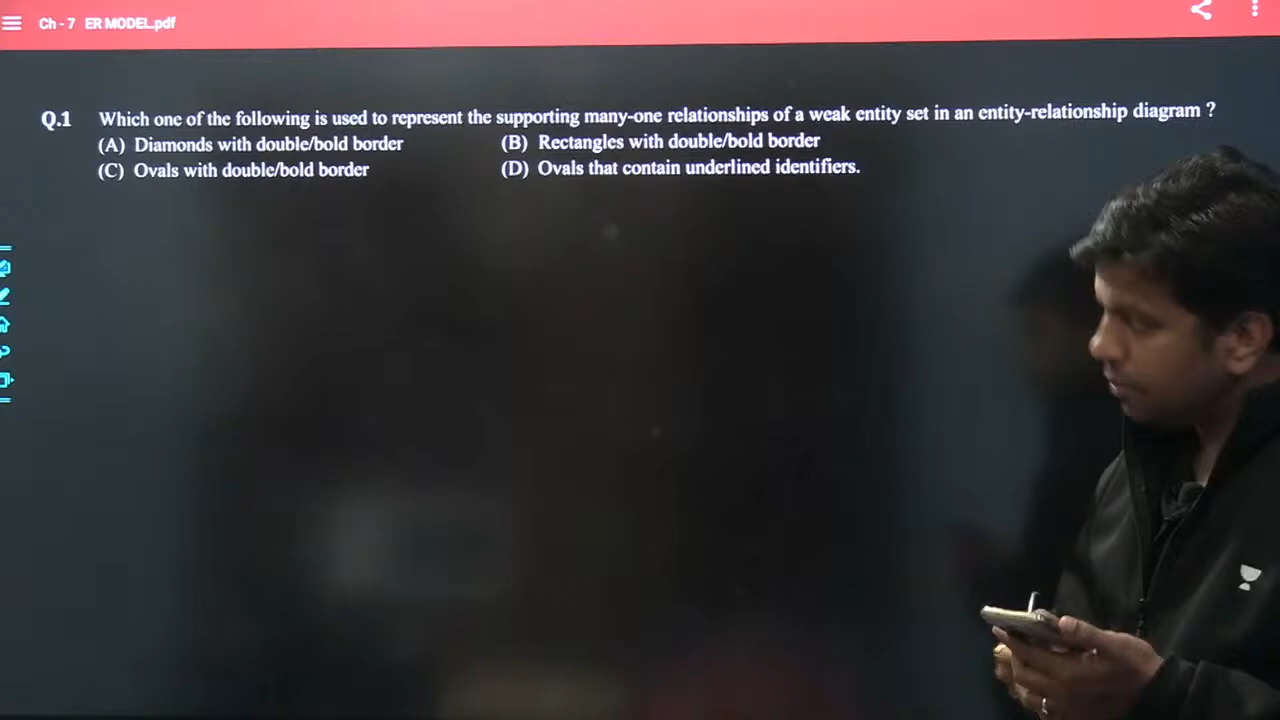 Ch - 7 ER MODEL.pdf
Q.1 Which one of the following is used to represent the supporting many-one relationships of a weak entity set in an entity-relationship diagram ?
(A) Diamonds with double/bold border (B) Rectangles with double/bold border
(C) Ovals with double/bold border (D) Ovals that contain underlined identifiers.